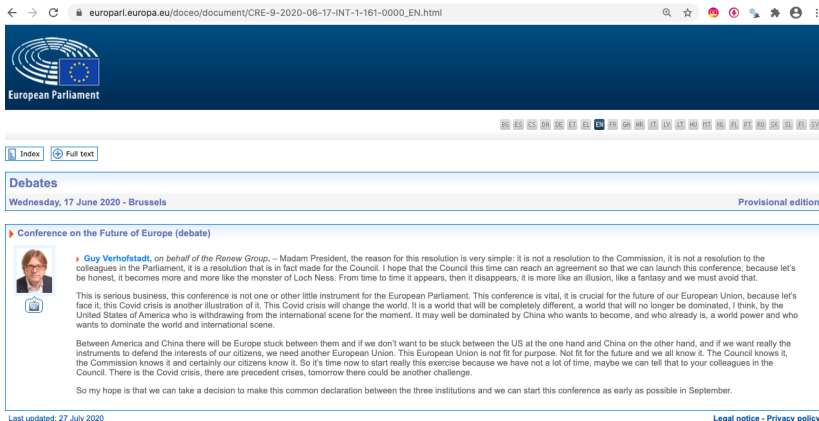 europarl.europa.eu/doceo/document/CRE-9-2020-06-17-INT-1-161-0000_EN.html
European Parliament
BG ES CS DA DE ET EL EN FR GA HR IT LV LT HU MT NL PL PT RO SK SL FI SV
Index Full text
Debates
Wednesday, 17 June 2020 - Brussels Provisional edition
Conference on the Future of Europe (debate)
Guy Verhofstadt, on behalf of the Renew Group. – Madam President, the reason for this resolution is very simple: it is not a resolution to the Commission, it is not a resolution to the
colleagues in the Parliament, it is a resolution that is in fact made for the Council. I hope that the Council this time can reach an agreement so that we can launch this conference, because let's
be honest, it becomes more and more like the monster of Loch Ness. From time to time it appears, then it disappears, it is more like an illusion, like a fantasy and we must avoid that.
This is serious business, this conference is not one or other little instrument for the European Parliament. This conference is vital, it is crucial for the future of our European Union, because let's
face it, this Covid crisis is another illustration of it. This Covid crisis will change the world. It is a world that will be completely different, a world that will no longer be dominated, I think, by the
United States of America who is withdrawing from the international scene for the moment. It may well be dominated by China who wants to become, and who already is, a world power and who
wants to dominate the world and international scene.
Between America and China there will be Europe stuck between them and if we don't want to be stuck between the US at the one hand and China on the other hand, and if we want really the
instruments to defend the interests of our citizens, we need another European Union. This European Union is not fit for purpose. Not fit for the future and we all know it. The Council knows it,
the Commission knows it and certainly our citizens know it. So it's time now to start really this exercise because we have not a lot of time, maybe we can tell that to your colleagues in the
Council. There is the Covid crisis, there are precedent crises, tomorrow there could be another challenge.
So my hope is that we can take a decision to make this common declaration between the three institutions and we can start this conference as early as possible in September.
Last updated: 27 July 2020 Legal notice - Privacy policy